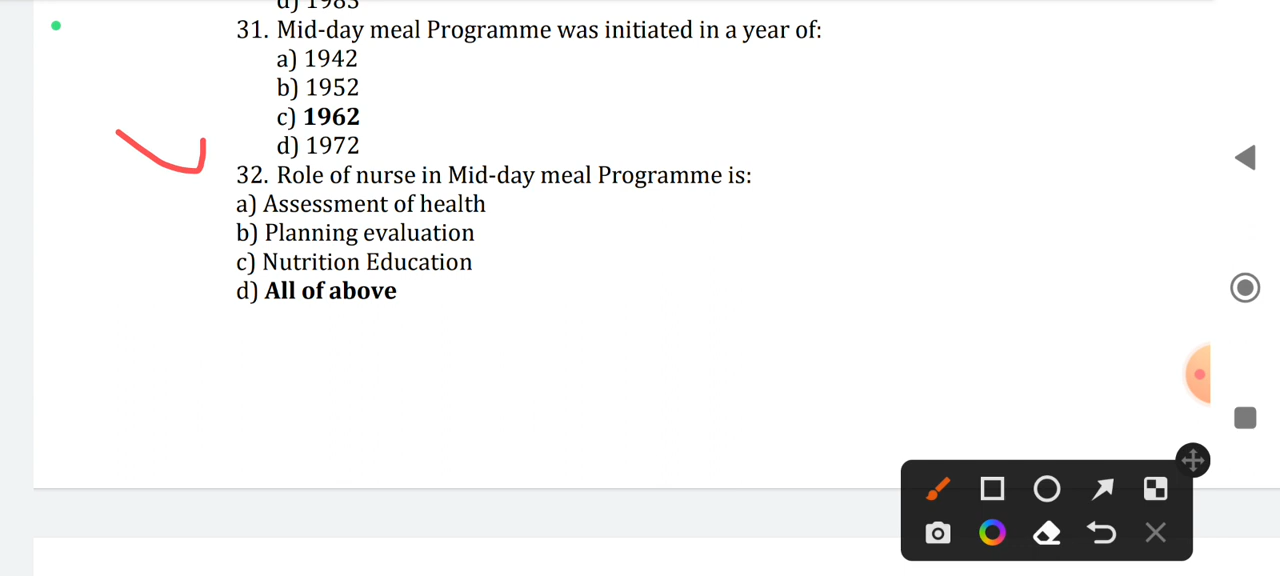 31. Mid-day meal Programme was initiated in a year of:
a) 1942
b) 1952
c) 1962
d) 1972
32. Role of nurse in Mid-day meal Programme is:
a) Assessment of health
b) Planning evaluation
c) Nutrition Education
d) All of above